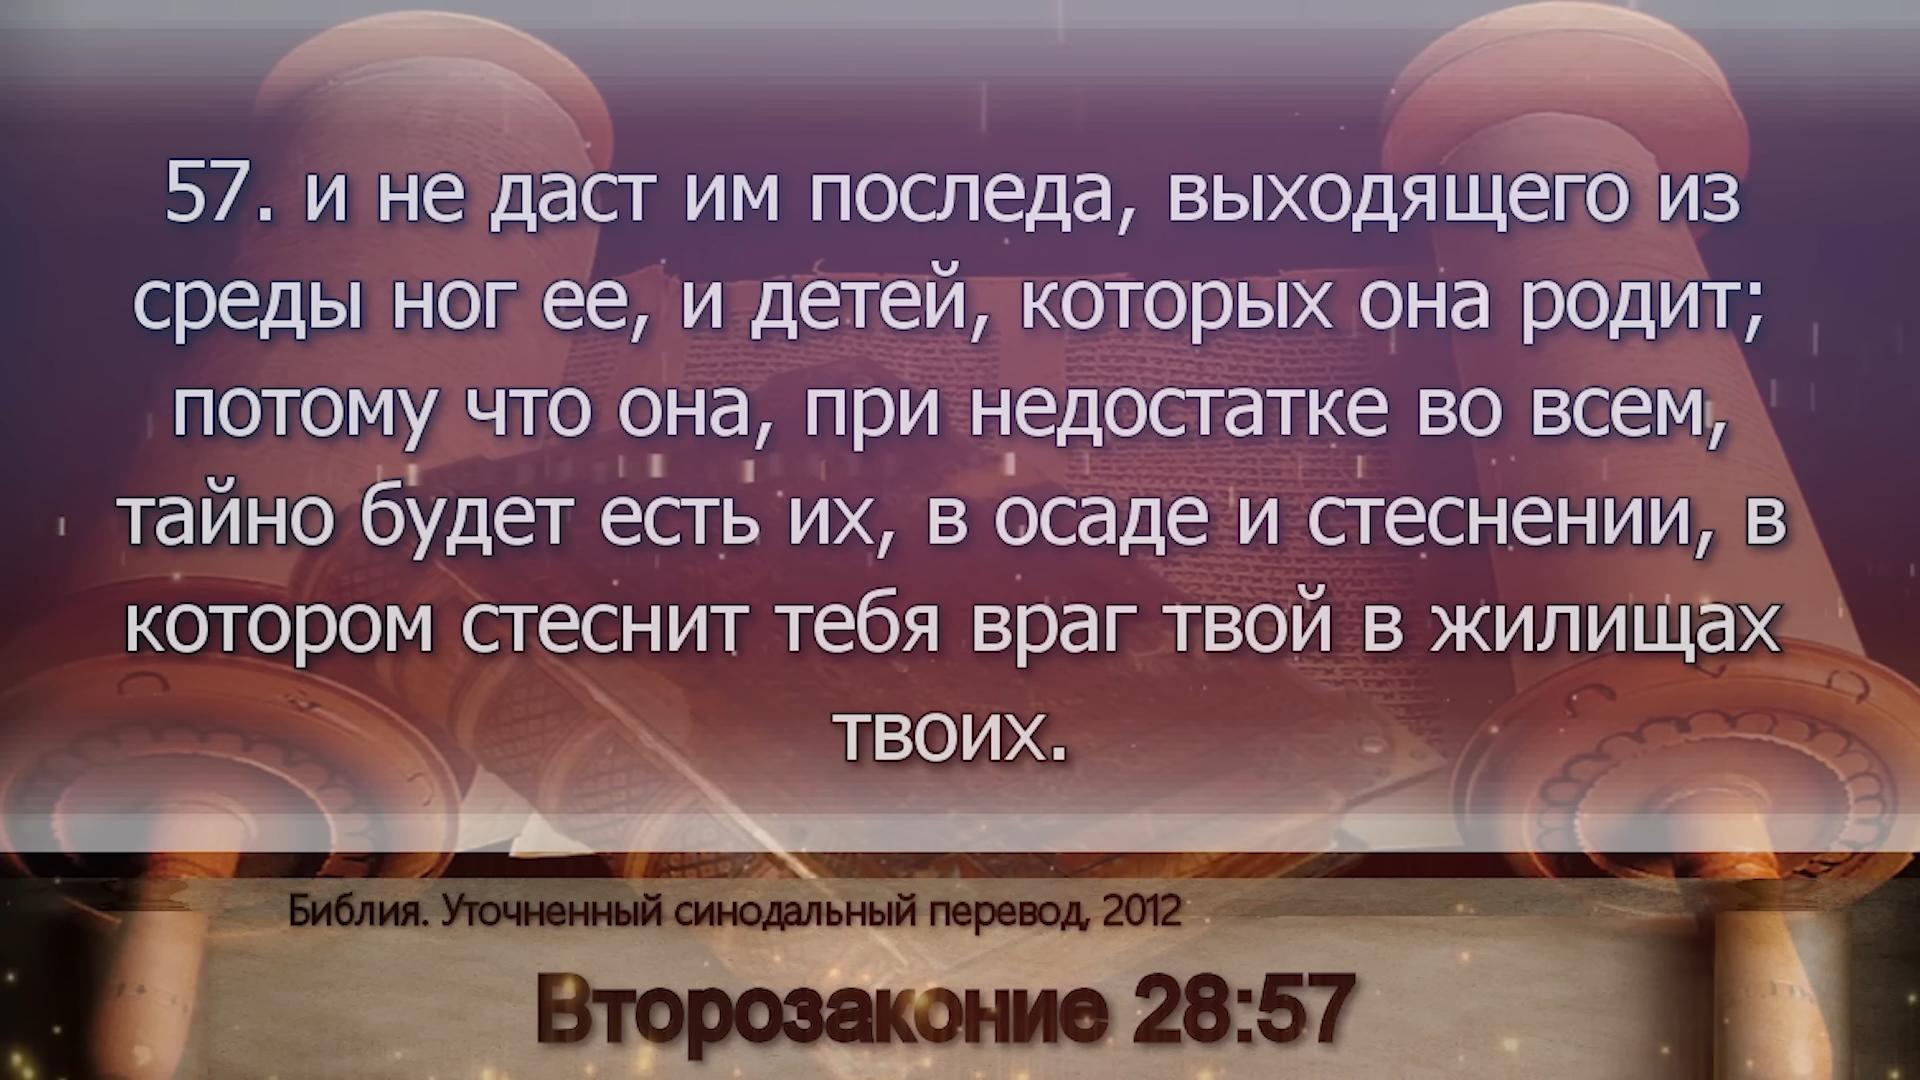 57. и не даст им последа, выходящего из
среды ног ее, и детей, которых она родит;
потому что она, при недостатке во всем,
тайно будет есть их, в осаде и стеснении, в
котором стеснит тебя враг твой в жилищах
твоих.
Библия. Уточненный синодальный перевод, 2012
Второзаконие 28:57